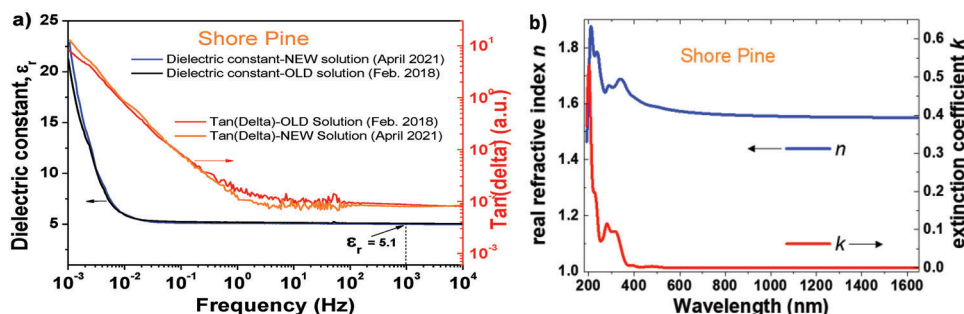 a)
Shore Pine
Dielectric constant-NEW solution (April 2021)
Dielectric constant-OLD solution (Feb. 2018)
Tan(Delta)-OLD Solution (Feb. 2018)
Tan(Delta)-NEW Solution (April 2021)
εr = 5.1
Dielectric constant, εr
25
20
15
10
5
0
10⁻³
10⁻²
10⁻¹
10⁰
10¹
10²
10³
10⁴
Frequency (Hz)
10¹
10⁰
10⁻¹
10⁻²
10⁻³
Tan(delta) (a.u.)
b)
Shore Pine
n
k
real refractive index n
1.8
1.6
1.4
1.2
1.0
200
400
600
800
1000
1200
1400
1600
Wavelength (nm)
0.6
0.5
0.4
0.3
0.2
0.1
0.0
extinction coefficient k